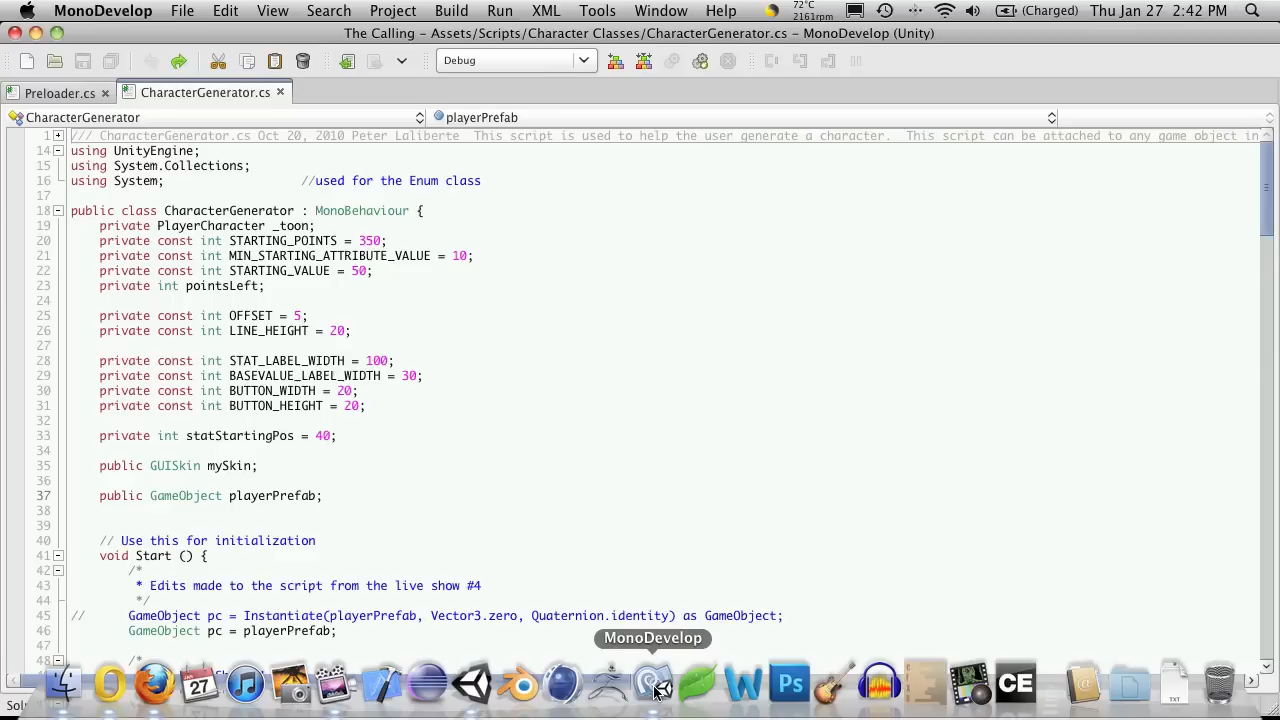 MonoDevelop File Edit View Search Project Build Run XML Tools Window Help 72°C 2161rpm (Charged) Thu Jan 27 2:42 PM
The Calling - Assets/Scripts/Character Classes/CharacterGenerator.cs - MonoDevelop (Unity)
Debug
Preloader.cs CharacterGenerator.cs
CharacterGenerator playerPrefab
1 /// CharacterGenerator.cs Oct 20, 2010 Peter Laliberte This script is used to help the user generate a character. This script can be attached to any game object in
14 using UnityEngine;
15 using System.Collections;
16 using System; //used for the Enum class
17
18 public class CharacterGenerator : MonoBehaviour {
19 private PlayerCharacter _toon;
20 private const int STARTING_POINTS = 350;
21 private const int MIN_STARTING_ATTRIBUTE_VALUE = 10;
22 private const int STARTING_VALUE = 50;
23 private int pointsLeft;
24
25 private const int OFFSET = 5;
26 private const int LINE_HEIGHT = 20;
27
28 private const int STAT_LABEL_WIDTH = 100;
29 private const int BASEVALUE_LABEL_WIDTH = 30;
30 private const int BUTTON_WIDTH = 20;
31 private const int BUTTON_HEIGHT = 20;
32
33 private int statStartingPos = 40;
34
35 public GUISkin mySkin;
36
37 public GameObject playerPrefab;
38
39
40 // Use this for initialization
41 void Start () {
42 /*
43 * Edits made to the script from the live show #4
44 */
45 // GameObject pc = Instantiate(playerPrefab, Vector3.zero, Quaternion.identity) as GameObject;
46 GameObject pc = playerPrefab;
47
48 /*
MonoDevelop
JAN 27
W
Ps
CE
TXT